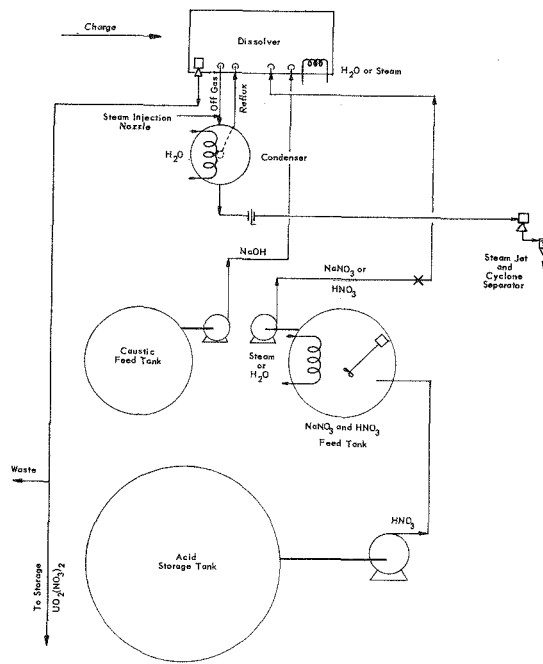 Charge
Dissolver
H2O or Steam
Off Gas
Reflux
Steam Injection
Nozzle
H2O
Condenser
NaOH
NaNO3 or
HNO3
Steam Jet
and
Cyclone
Separator
Caustic
Feed Tank
Steam
or
H2O
NaNO3 and HNO3
Feed Tank
Waste
HNO3
Acid
Storage Tank
To Storage
UO2(NO3)2